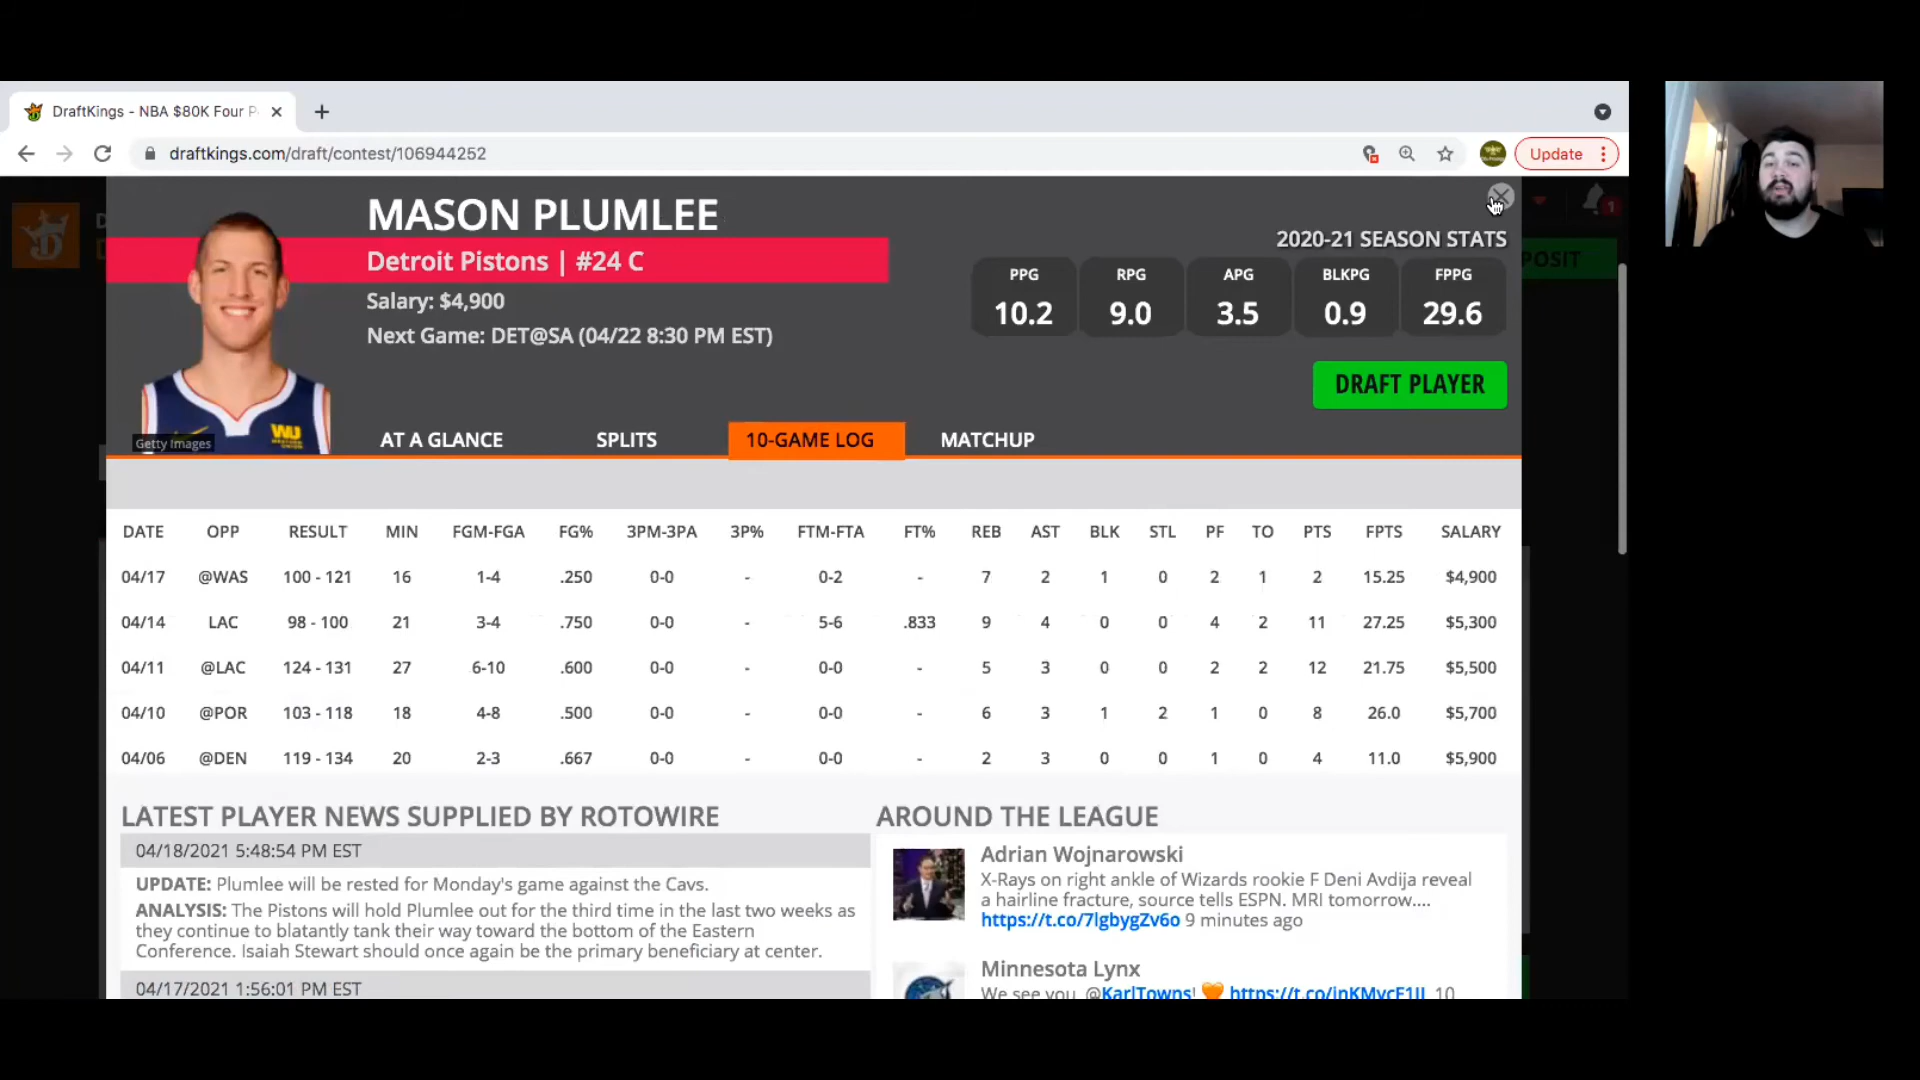 DraftKings - NBA $80K Four P
draftkings.com/draft/contest/106944252
Update
MASON PLUMLEE
Detroit Pistons | #24 C
Salary: $4,900
Next Game: DET@SA (04/22 8:30 PM EST)
2020-21 SEASON STATS
PPG RPG APG BLKPG FPPG
10.2 9.0 3.5 0.9 29.6
DRAFT PLAYER
OSIT
1
WU
Getty Images
AT A GLANCE SPLITS 10-GAME LOG MATCHUP
DATE OPP RESULT MIN FGM-FGA FG% 3PM-3PA 3P% FTM-FTA FT% REB AST BLK STL PF TO PTS FPTS SALARY
04/17 @WAS 100 - 121 16 1-4 .250 0-0 - 0-2 - 7 2 1 0 2 1 2 15.25 $4,900
04/14 LAC 98 - 100 21 3-4 .750 0-0 - 5-6 .833 9 4 0 0 4 2 11 27.25 $5,300
04/11 @LAC 124 - 131 27 6-10 .600 0-0 - 0-0 - 5 3 0 0 2 2 12 21.75 $5,500
04/10 @POR 103 - 118 18 4-8 .500 0-0 - 0-0 - 6 3 1 2 1 0 8 26.0 $5,700
04/06 @DEN 119 - 134 20 2-3 .667 0-0 - 0-0 - 2 3 0 0 1 0 4 11.0 $5,900
LATEST PLAYER NEWS SUPPLIED BY ROTOWIRE
04/18/2021 5:48:54 PM EST
UPDATE: Plumlee will be rested for Monday's game against the Cavs.
ANALYSIS: The Pistons will hold Plumlee out for the third time in the last two weeks as
they continue to blatantly tank their way toward the bottom of the Eastern
Conference. Isaiah Stewart should once again be the primary beneficiary at center.
04/17/2021 1:56:01 PM EST
AROUND THE LEAGUE
Adrian Wojnarowski
X-Rays on right ankle of Wizards rookie F Deni Avdija reveal
a hairline fracture, source tells ESPN. MRI tomorrow....
https://t.co/7lgbygZv6o 9 minutes ago
Minnesota Lynx
We see you, @KarlTowns! 🧡 https://t.co/inKMvcF1IL 10